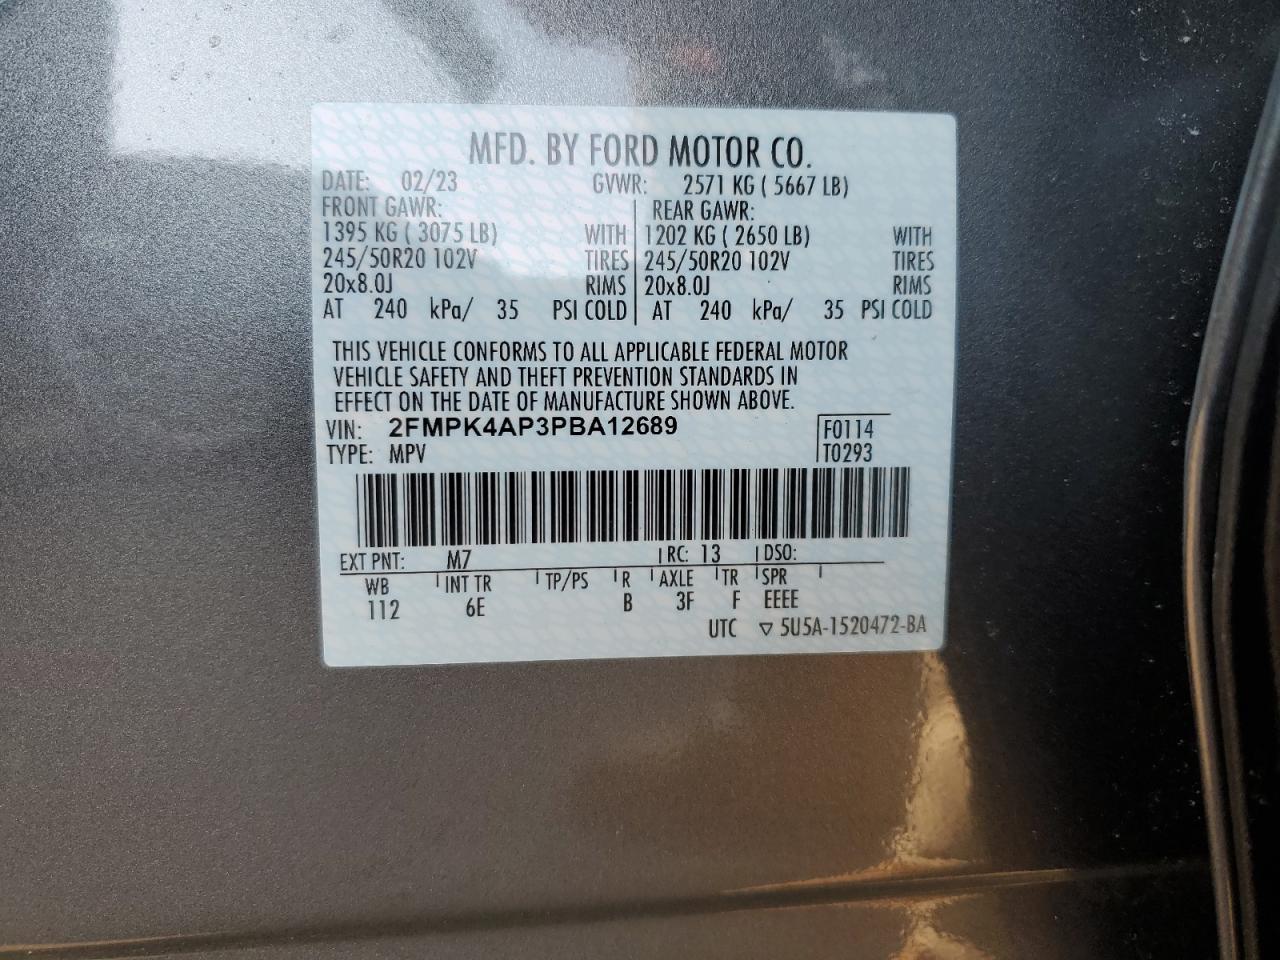 MFD. BY FORD MOTOR CO.
DATE: 02/23 GVWR: 2571 KG ( 5667 LB)
FRONT GAWR: REAR GAWR:
1395 KG ( 3075 LB) WITH 1202 KG ( 2650 LB) WITH
245/50R20 102V TIRES 245/50R20 102V TIRES
20x8.0J RIMS 20x8.0J RIMS
AT 240 kPa/ 35 PSI COLD AT 240 kPa/ 35 PSI COLD
THIS VEHICLE CONFORMS TO ALL APPLICABLE FEDERAL MOTOR
VEHICLE SAFETY AND THEFT PREVENTION STANDARDS IN
EFFECT ON THE DATE OF MANUFACTURE SHOWN ABOVE.
VIN: 2FMPK4AP3PBA12689 F0114
TYPE: MPV T0293
EXT PNT: M7 RC: 13 DSO:
WB INT TR TP/PS R AXLE TR SPR
112 6E B 3F F EEEE
UTC ▽ 5U5A-1520472-BA